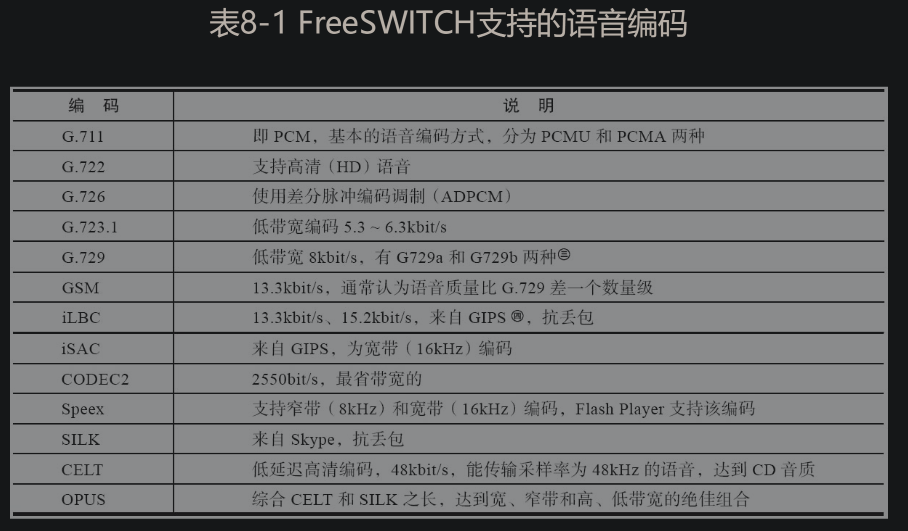 表8-1 FreeSWITCH支持的语音编码
编 码 说 明
G.711 即 PCM，基本的语音编码方式，分为 PCMU 和 PCMA 两种
G.722 支持高清（HD）语音
G.726 使用差分脉冲编码调制（ADPCM）
G.723.1 低带宽编码 5.3 ~ 6.3kbit/s
G.729 低带宽 8kbit/s，有 G729a 和 G729b 两种㊂
GSM 13.3kbit/s，通常认为语音质量比 G.729 差一个数量级
iLBC 13.3kbit/s、15.2kbit/s，来自 GIPS ㊃，抗丢包
iSAC 来自 GIPS，为宽带（16kHz）编码
CODEC2 2550bit/s，最省带宽的
Speex 支持窄带（8kHz）和宽带（16kHz）编码，Flash Player 支持该编码
SILK 来自 Skype，抗丢包
CELT 低延迟高清编码，48kbit/s，能传输采样率为 48kHz 的语音，达到 CD 音质
OPUS 综合 CELT 和 SILK 之长，达到宽、窄带和高、低带宽的绝佳组合